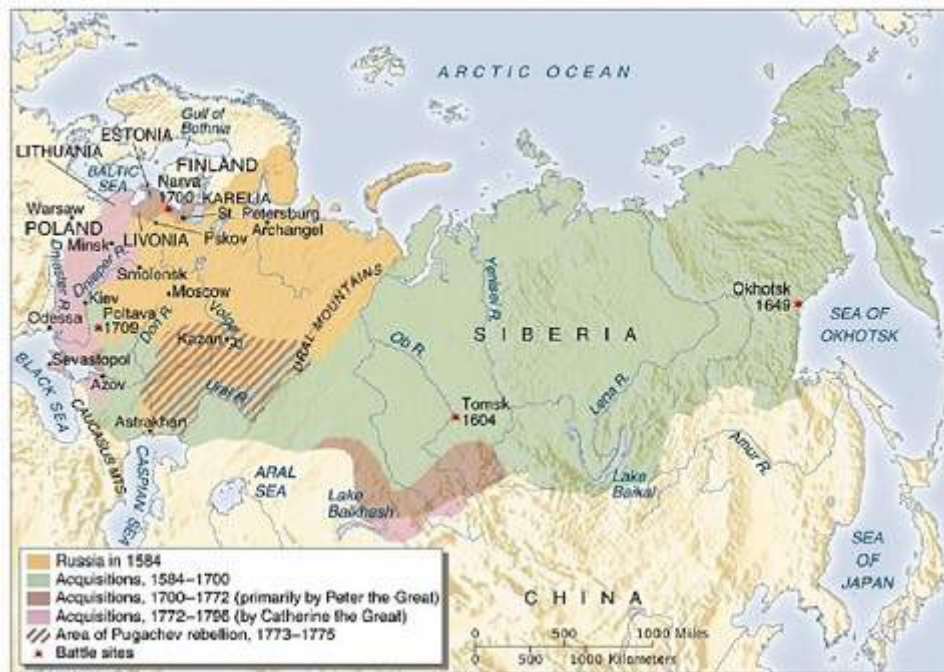 ARCTIC OCEAN
Gulf of
Bothnia
ESTONIA
LITHUANIA
FINLAND
BALTIC
SEA
Narva
1700
KARELIA
St. Petersburg
Warsaw
Archangel
POLAND
LIVONIA
Pskov
Minsk
Dniester R.
Dnieper R.
Smolensk
Moscow
Kiev
Poltava
1709
Don R.
Volga R.
Kazan
URAL MOUNTAINS
Ob R.
Yenisev R.
SIBERIA
Okhotsk
1649
SEA OF
OKHOTSK
Odessa
Sevastopol
BLACK SEA
Azov
Ural R.
Lena R.
Tomsk
1604
Astrakhan
CAUCASUS MTS.
CASPIAN SEA
ARAL
SEA
Lake
Balkhash
Lake
Baikal
Amur R.
SEA
OF
JAPAN
CHINA
Russia in 1584
Acquisitions, 1584–1700
Acquisitions, 1700–1772 (primarily by Peter the Great)
Acquisitions, 1772–1796 (by Catherine the Great)
Area of Pugachev rebellion, 1773–1775
Battle sites
0 500 1000 Miles
0 500 1000 Kilometers